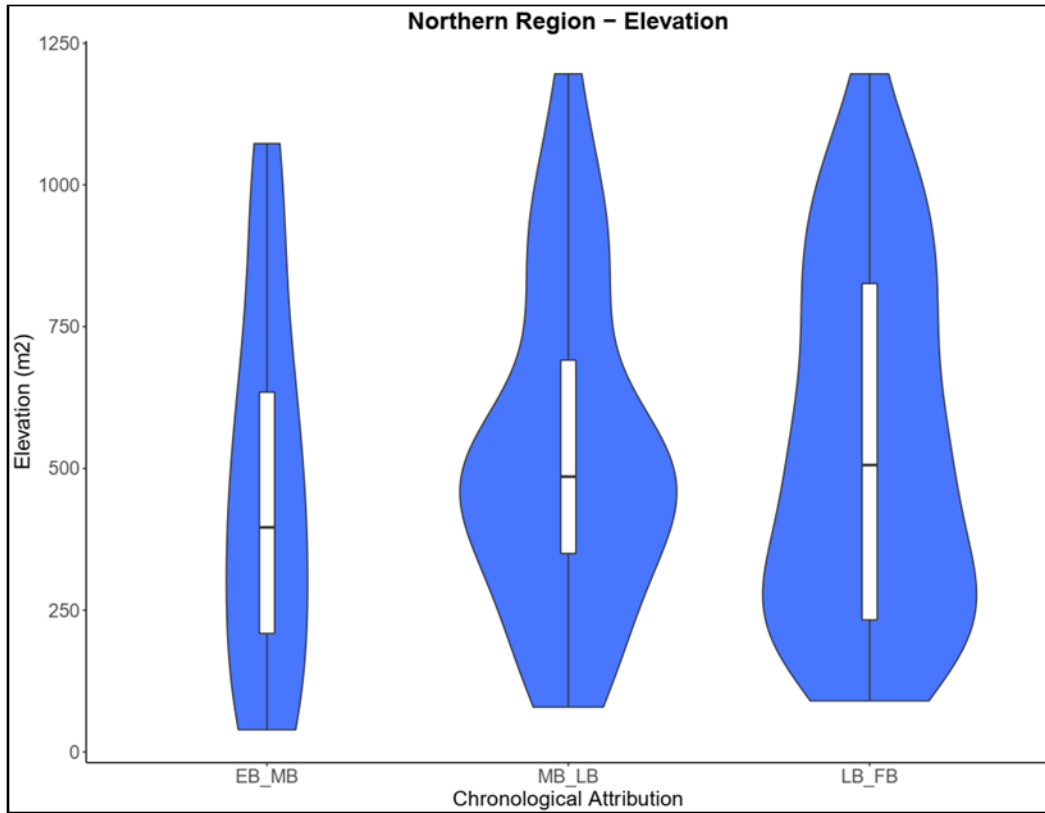 Northern Region − Elevation
1250
1000
750
500
250
0
Elevation (m2)
EB_MB MB_LB LB_FB
Chronological Attribution